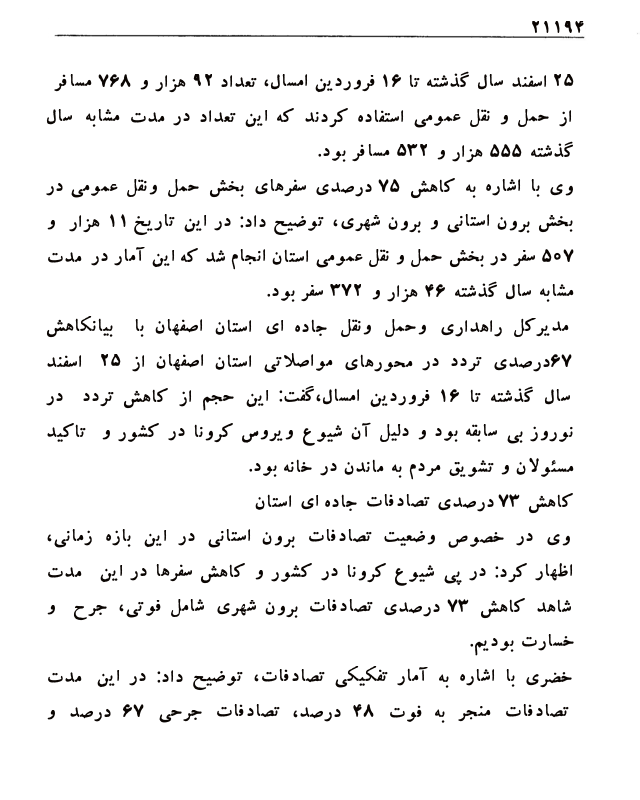 ۲۱۱۹۴
۲۵ اسفند سال گذشته تا ۱۶ فروردین امسال، تعداد ۹۲ هزار و ۷۶۸ مسافر
از حمل و نقل عمومی استفاده کردند که این تعداد در مدت مشابه سال
گذشته ۵۵۵ هزار و ۵۳۲ مسافر بود.
وی با اشاره به کاهش ۷۵ درصدی سفرهای بخش حمل ونقل عمومی در
بخش برون استانی و برون شهری، توضیح داد: در این تاریخ ۱۱ هزار و
۵۰۷ سفر در بخش حمل و نقل عمومی استان انجام شد که این آمار در مدت
مشابه سال گذشته ۴۶ هزار و ۳۷۲ سفر بود.
مدیرکل راهداری وحمل ونقل جاده ای استان اصفهان با بیانکاهش
۶۷درصدی تردد در محورهای مواصلاتی استان اصفهان از ۲۵ اسفند
سال گذشته تا ۱۶ فروردین امسال،گفت: این حجم از کاهش تردد در
نوروز بی سابقه بود و دلیل آن شیوع ویروس کرونا در کشور و تاکید
مسئولان و تشویق مردم به ماندن در خانه بود.
کاهش ۷۳ درصدی تصادفات جاده ای استان
وی در خصوص وضعیت تصادفات برون استانی در این بازه زمانی،
اظهار کرد: در پی شیوع کرونا در کشور و کاهش سفرها در این مدت
شاهد کاهش ۷۳ درصدی تصادفات برون شهری شامل فوتی، جرح و
خسارت بودیم.
خضری با اشاره به آمار تفکیکی تصادفات، توضیح داد: در این مدت
تصادفات منجر به فوت ۴۸ درصد، تصادفات جرحی ۶۷ درصد و